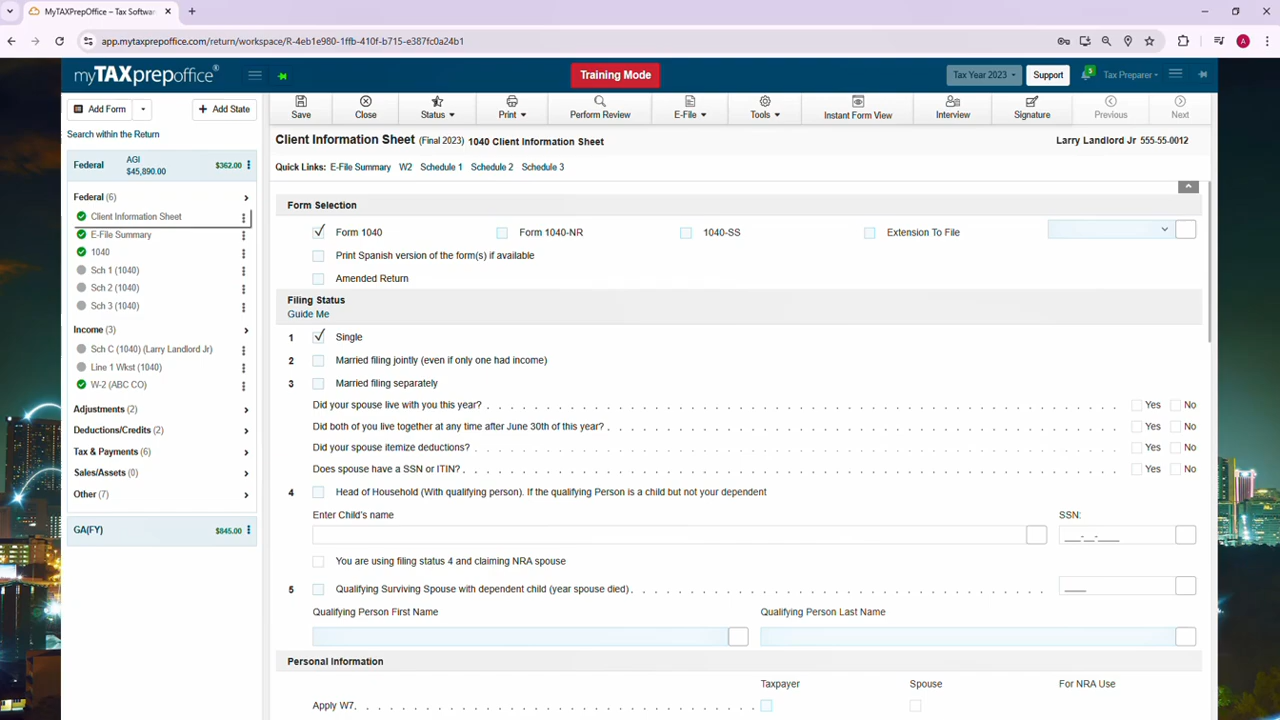 MyTAXPrepOffice – Tax Softwar
app.mytaxprepoffice.com/return/workspace/R-4eb1e980-1ffb-410f-b715-e387fc0a24b1
A
myTAXprepoffice®
Training Mode
Tax Year 2023
Support
3
Tax Preparer
Add Form
Add State
Save
Close
Status
Print
Perform Review
E-File
Tools
Instant Form View
Interview
Signature
Previous
Next
Search within the Return
Client Information Sheet (Final 2023) 1040 Client Information Sheet
Larry Landlord Jr 555-55-0012
Federal AGI $45,890.00 $362.00
Quick Links: E-File Summary W2 Schedule 1 Schedule 2 Schedule 3
Federal (6)
Client Information Sheet
E-File Summary
1040
Sch 1 (1040)
Sch 2 (1040)
Sch 3 (1040)
Income (3)
Sch C (1040) (Larry Landlord Jr)
Line 1 Wkst (1040)
W-2 (ABC CO)
Adjustments (2)
Deductions/Credits (2)
Tax & Payments (6)
Sales/Assets (0)
Other (7)
GA(FY) $845.00
Form Selection
Form 1040 Form 1040-NR 1040-SS Extension To File
Print Spanish version of the form(s) if available
Amended Return
Filing Status
Guide Me
1 Single
2 Married filing jointly (even if only one had income)
3 Married filing separately
Did your spouse live with you this year? Yes No
Did both of you live together at any time after June 30th of this year? Yes No
Did your spouse itemize deductions? Yes No
Does spouse have a SSN or ITIN? Yes No
4 Head of Household (With qualifying person). If the qualifying Person is a child but not your dependent
Enter Child's name SSN:
___-__-____
You are using filing status 4 and claiming NRA spouse
5 Qualifying Surviving Spouse with dependent child (year spouse died) ____
Qualifying Person First Name Qualifying Person Last Name
Personal Information
Taxpayer Spouse For NRA Use
Apply W7